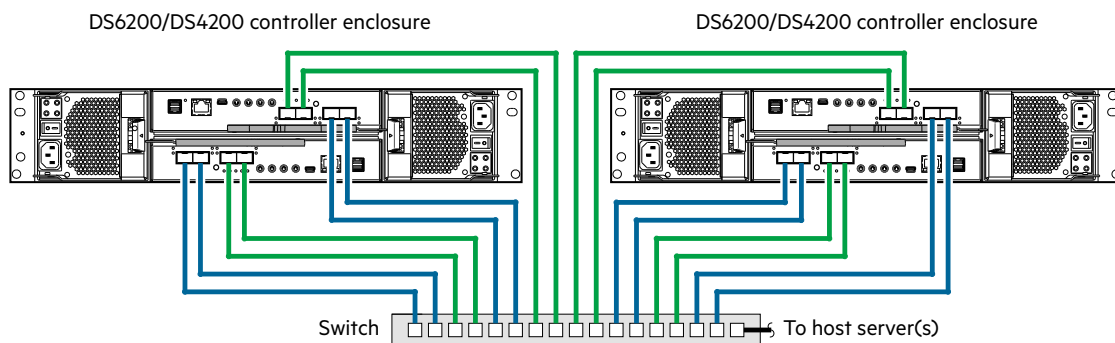 DS6200/DS4200 controller enclosure
DS6200/DS4200 controller enclosure
Switch
To host server(s)